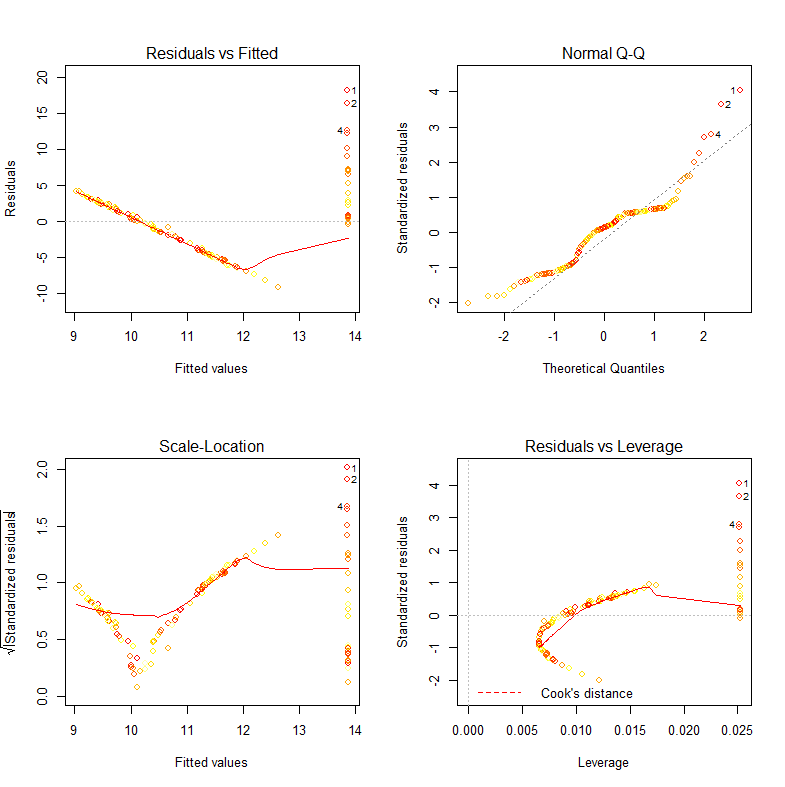 Residuals vs Fitted
Residuals
20
15
10
5
0
-5
-10
1
2
4
9 10 11 12 13 14
Fitted values
Normal Q-Q
Standardized residuals
4
3
2
1
0
-1
-2
1
2
4
-2 -1 0 1 2
Theoretical Quantiles
Scale-Location
√|Standardized residuals|
2.0
1.5
1.0
0.5
0.0
1
2
4
9 10 11 12 13 14
Fitted values
Residuals vs Leverage
Standardized residuals
4
3
2
1
0
-1
-2
1
2
4
Cook's distance
0.000 0.005 0.010 0.015 0.020 0.025
Leverage